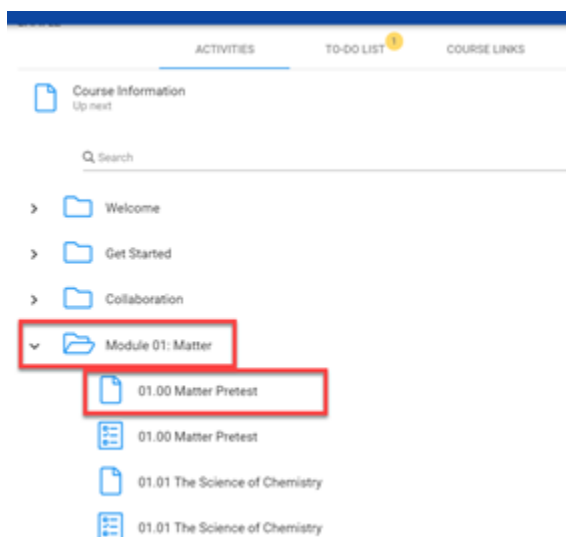 ACTIVITIES TO-DO LIST 1 COURSE LINKS
Course Information
Up next
Search
Welcome
Get Started
Collaboration
Module 01: Matter
01.00 Matter Pretest
01.00 Matter Pretest
01.01 The Science of Chemistry
01.01 The Science of Chemistry